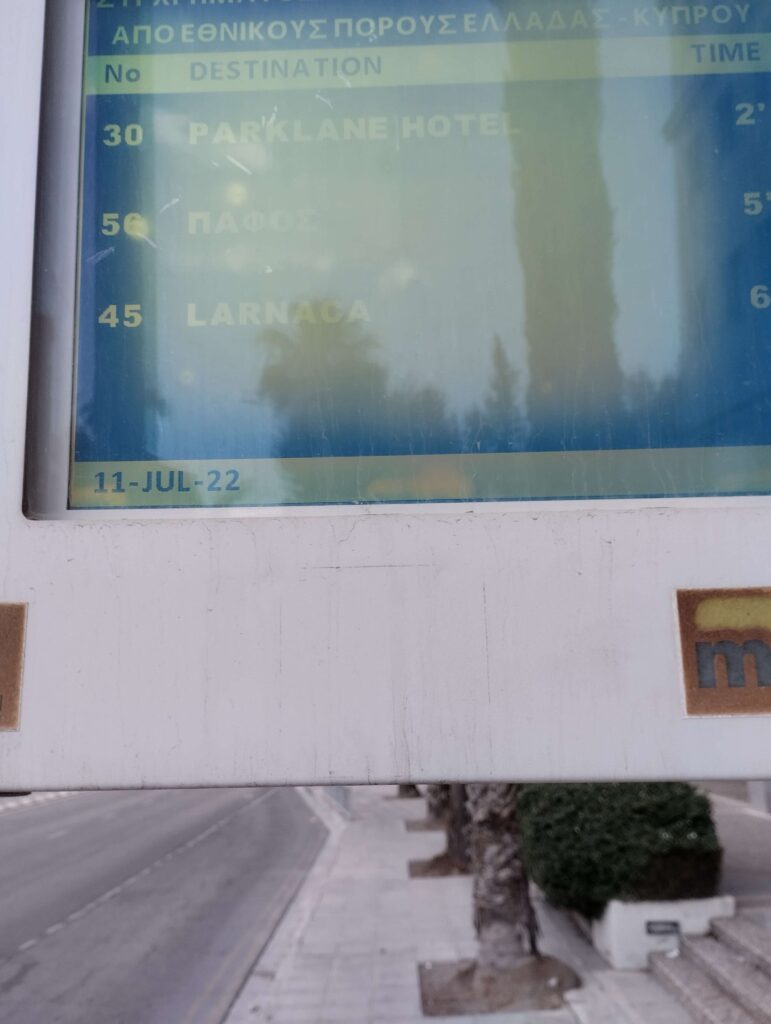 ΑΠΟ ΕΘΝΙΚΟΥΣ ΠΟΡΟΥΣ ΕΛΛΑΔΑΣ - ΚΥΠΡΟΥ
No DESTINATION TIME
30 PARKLANE HOTEL 2'
56 ΠΑΦΟΣ 5'
45 LARNACA 6
11-JUL-22
m